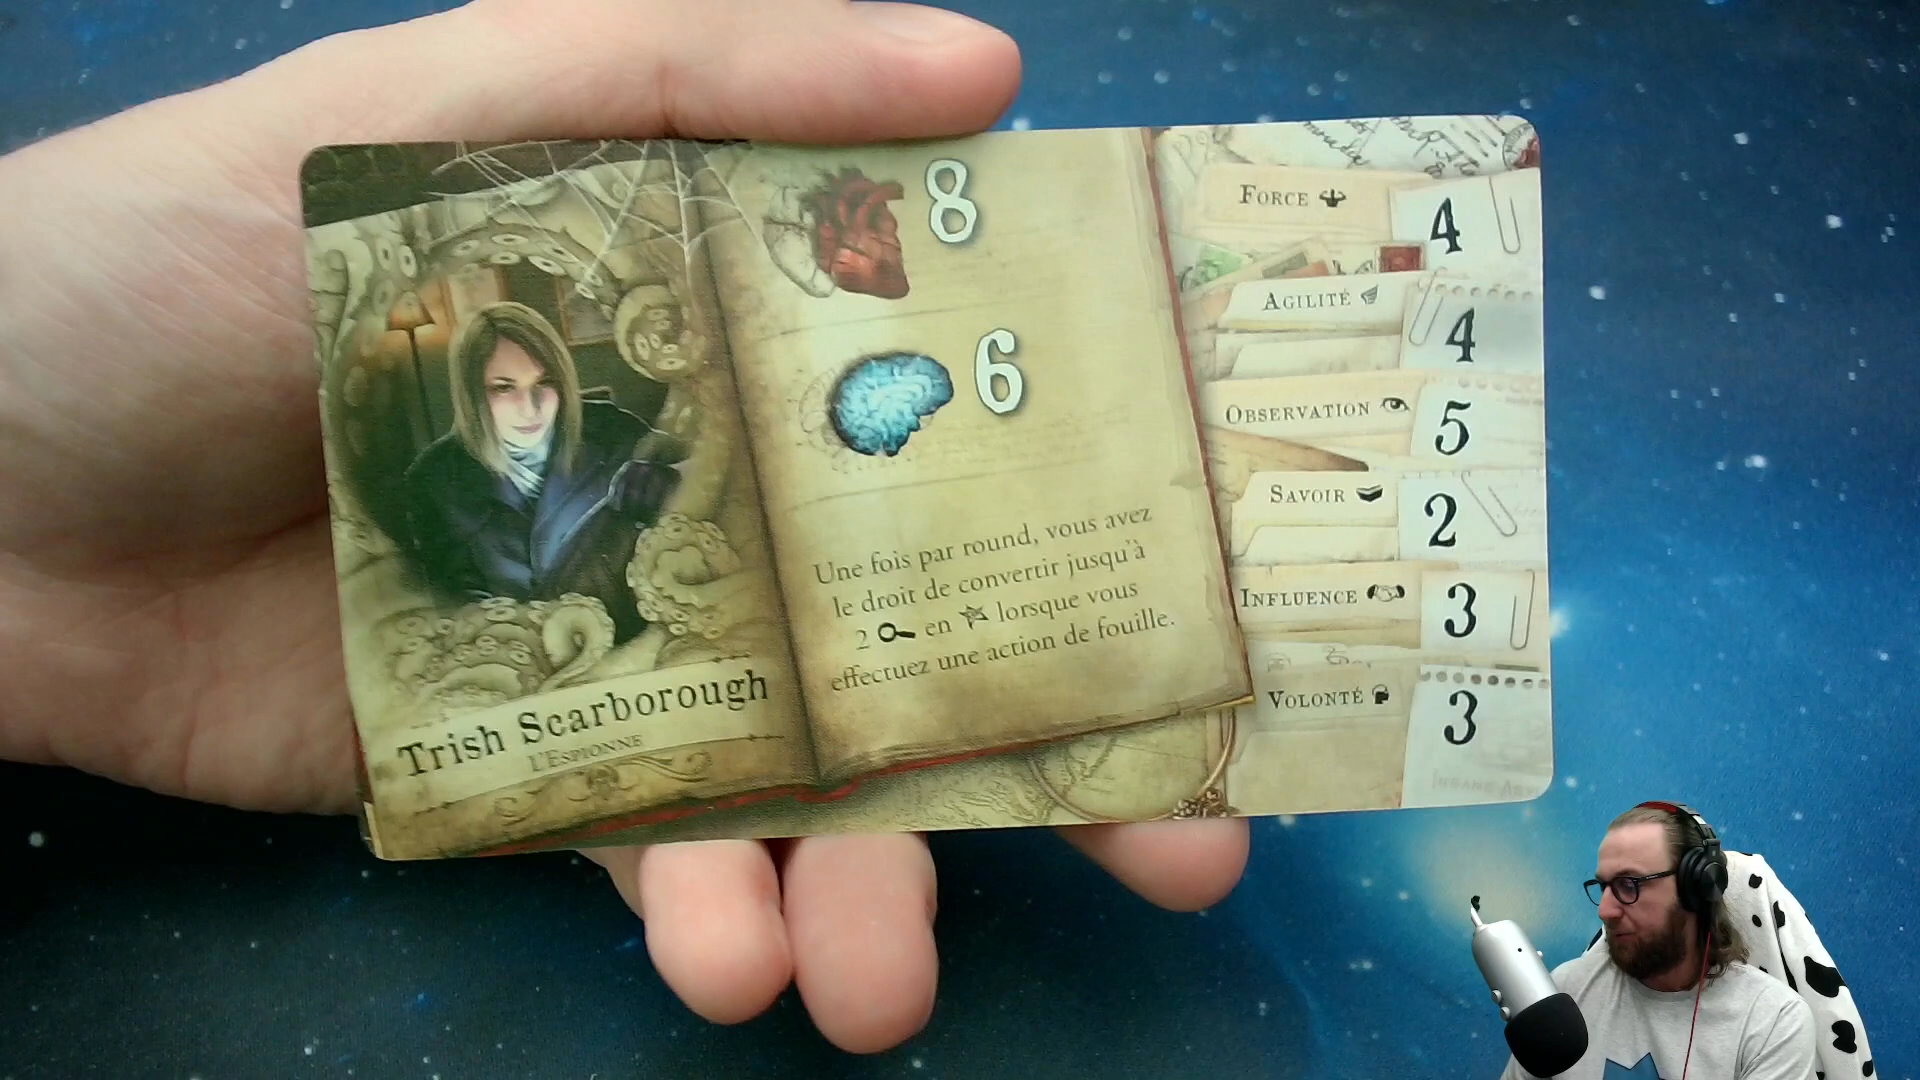 8
6
Une fois par round, vous avez
le droit de convertir jusqu'à
2 en lorsque vous
effectuez une action de fouille.
Trish Scarborough
L'Espionne
Force 4
Agilité 4
Observation 5
Savoir 2
Influence 3
Volonté 3